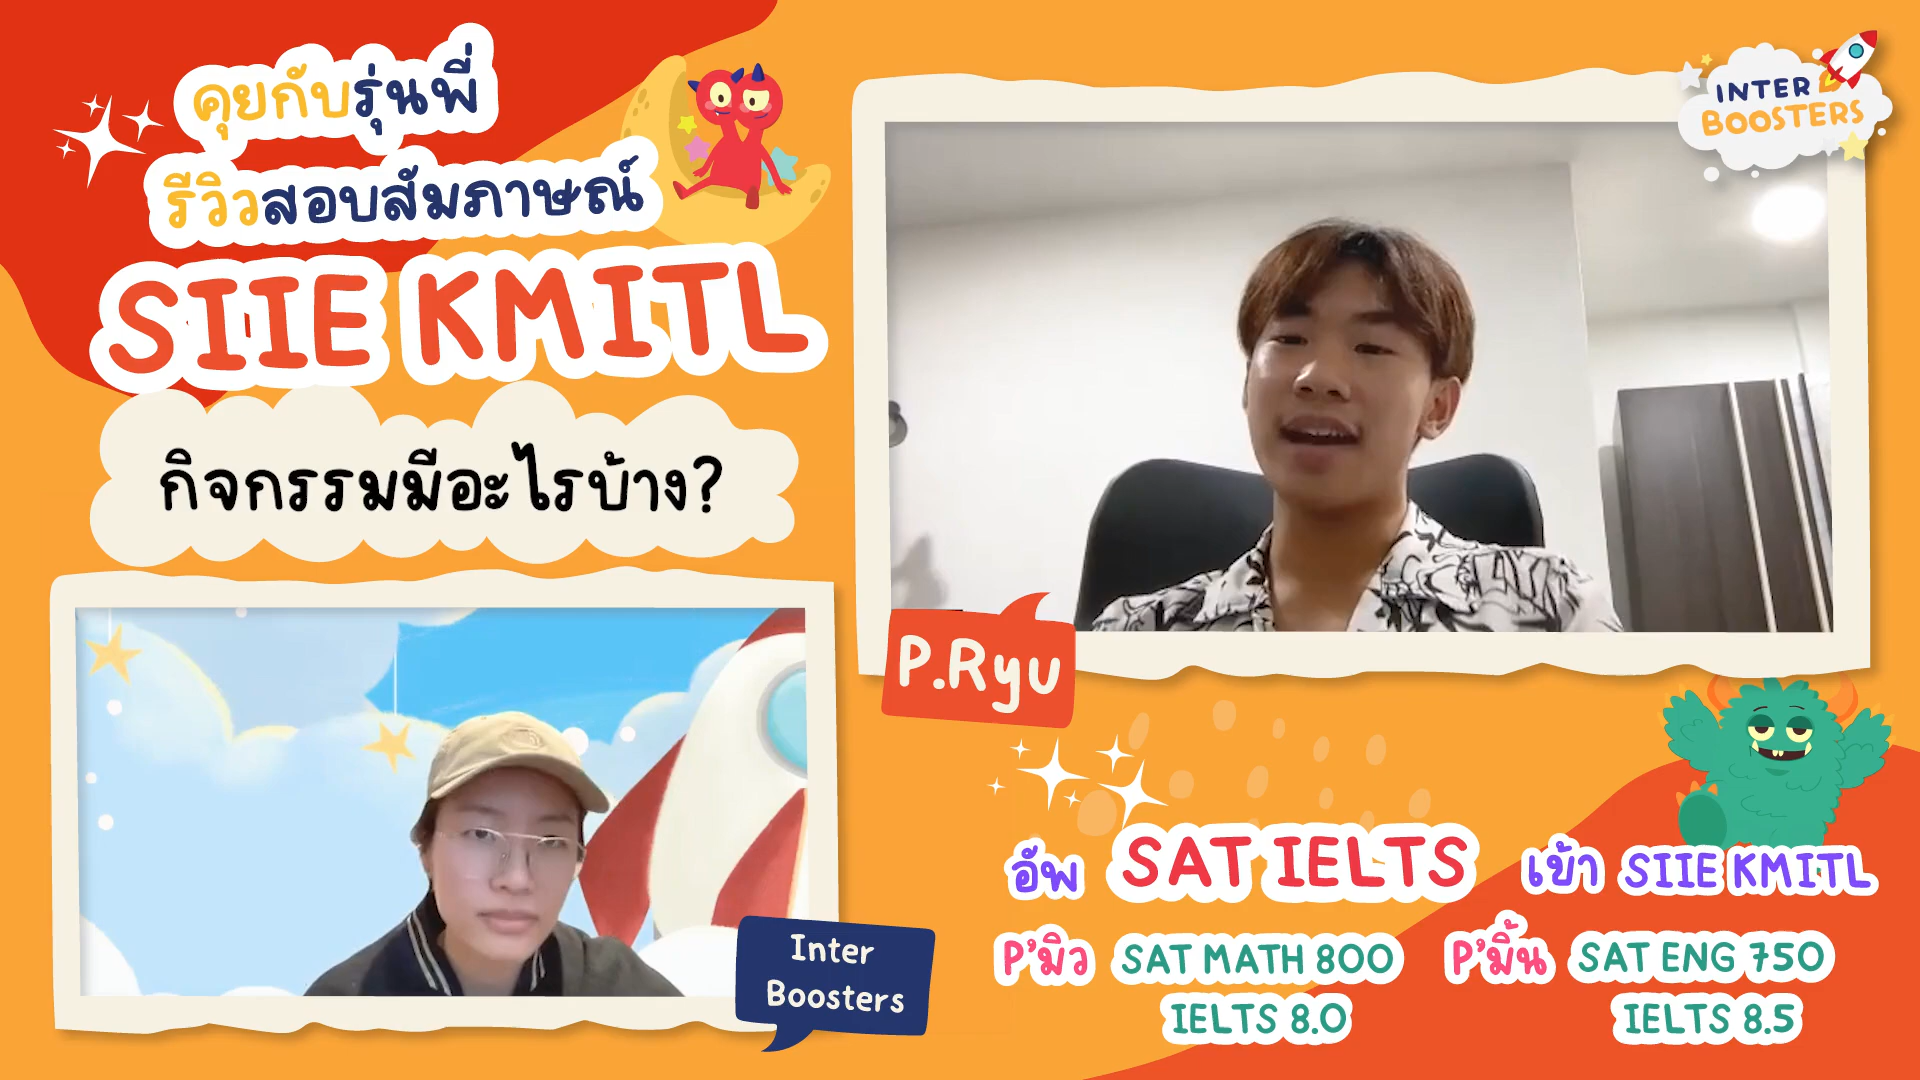 คุยกับรุ่นพี่
รีวิวสอบสัมภาษณ์
SIIE KMITL
กิจกรรมมีอะไรบ้าง?
INTER
BOOSTERS
P.Ryu
Inter
Boosters
อัพ SAT IELTS เข้า SIIE KMITL
P'มิว SAT MATH 800 P'มิ้น SAT ENG 750
IELTS 8.0 IELTS 8.5